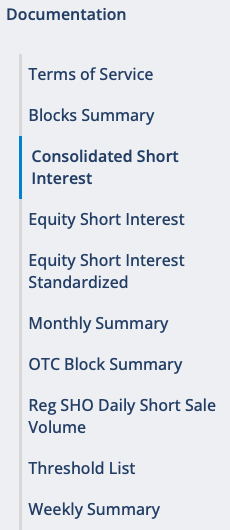 Documentation
Terms of Service
Blocks Summary
Consolidated Short
Interest
Equity Short Interest
Equity Short Interest
Standardized
Monthly Summary
OTC Block Summary
Reg SHO Daily Short Sale
Volume
Threshold List
Weekly Summary